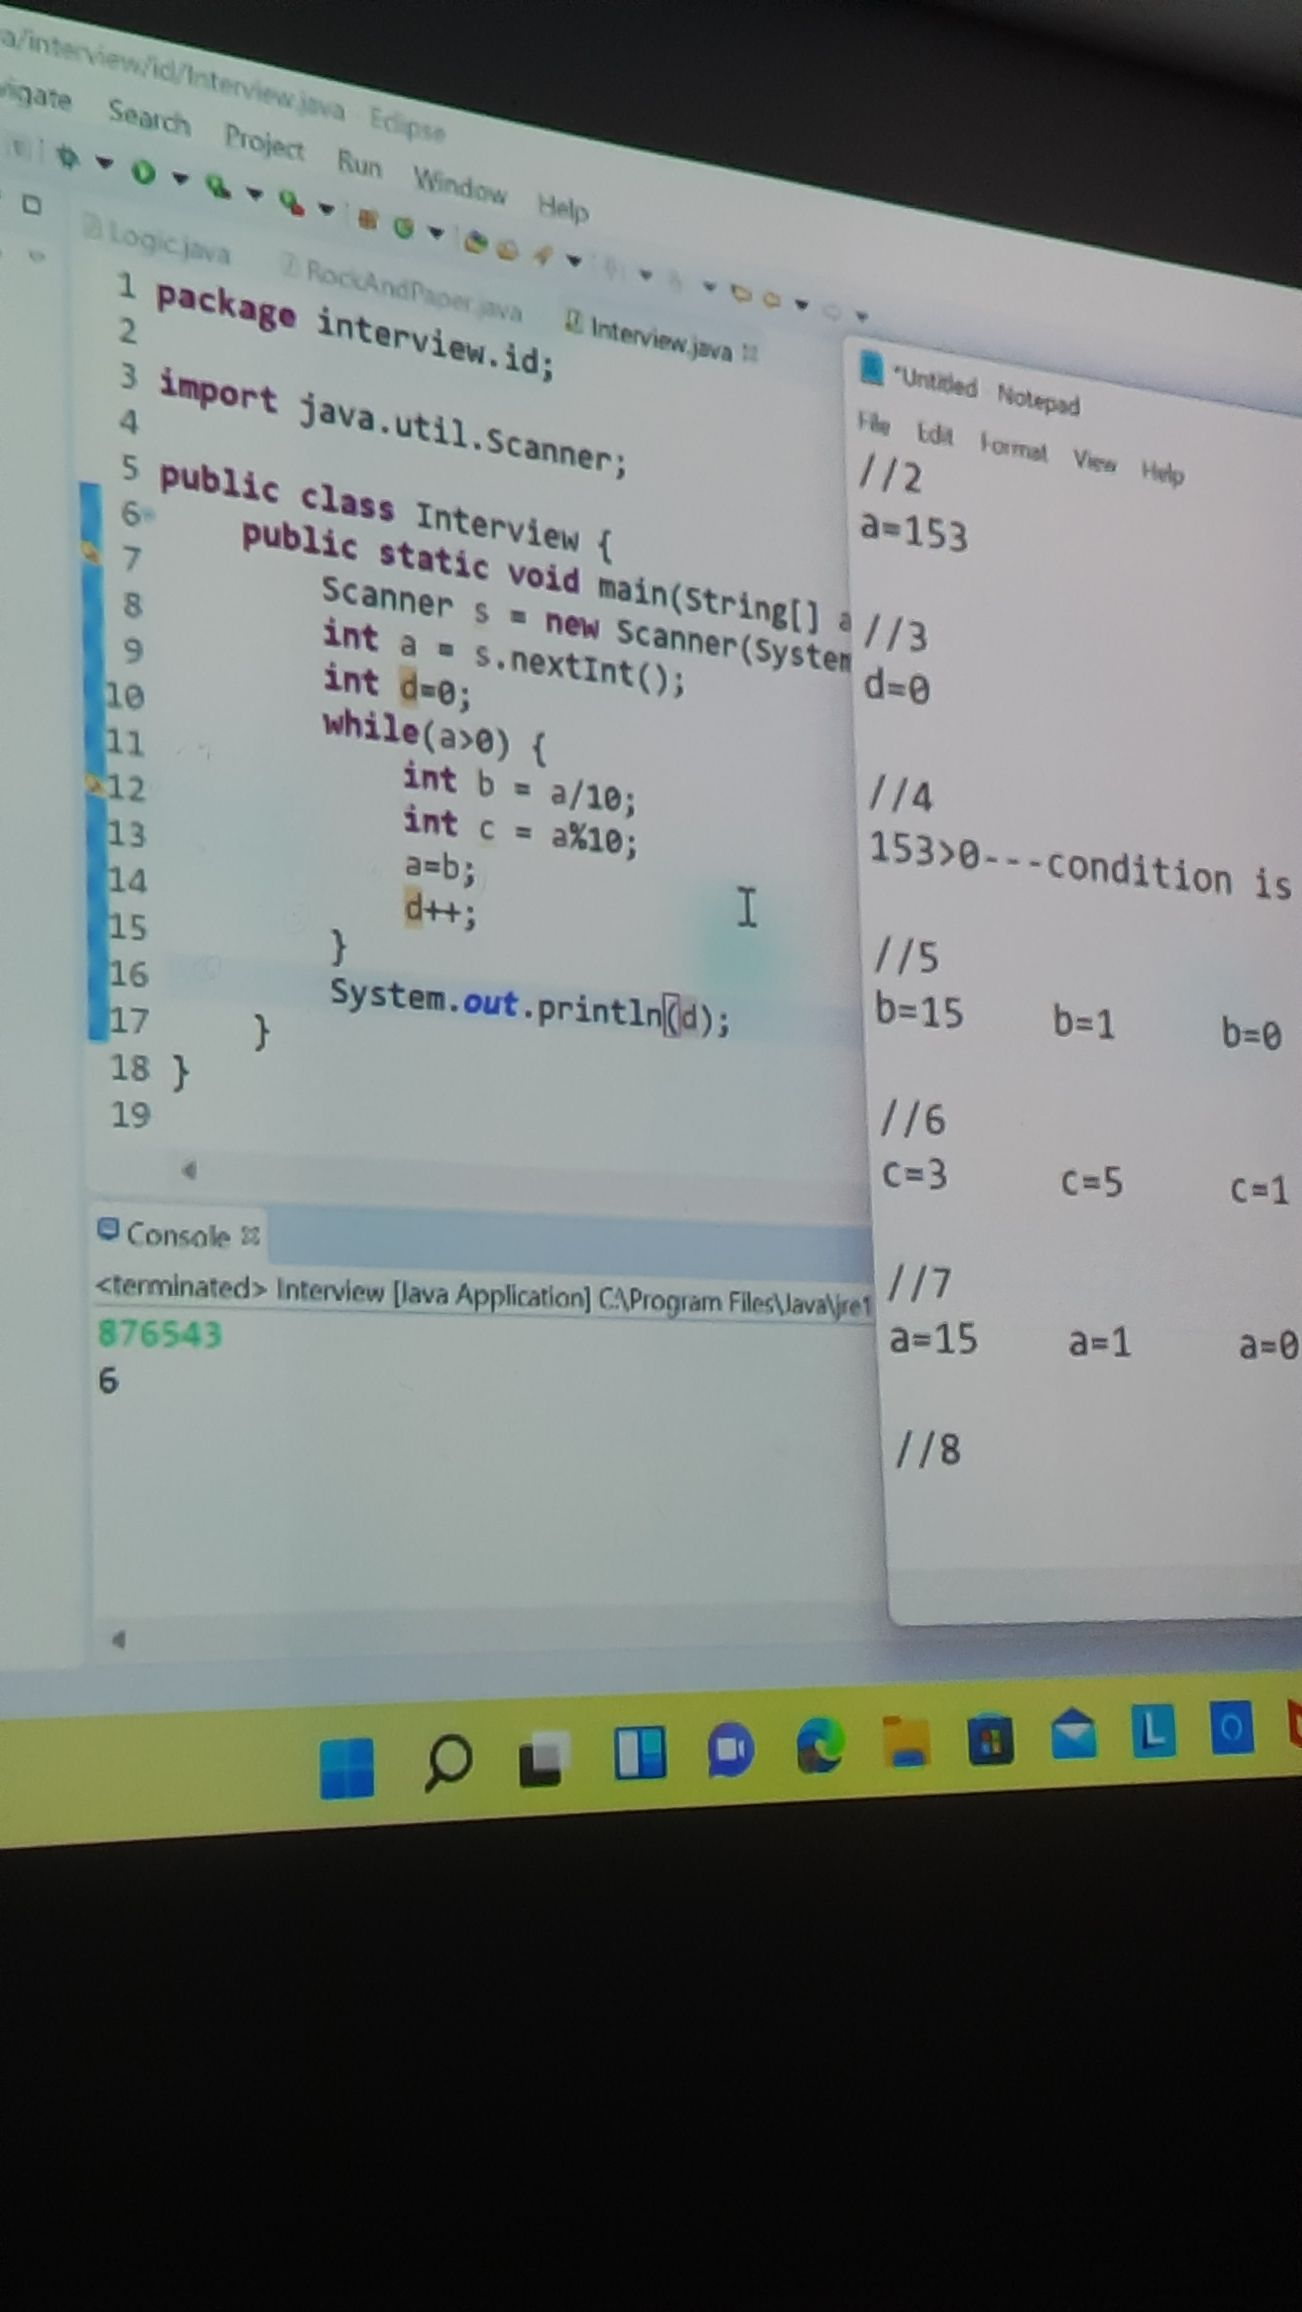 a/interview/id/Interview.java Eclipse
vigate Search Project Run Window Help
Logic.java RockAndPaper.java Interview.java
1 package interview.id;
2
3 import java.util.Scanner;
4
5 public class Interview {
6 public static void main(String[] a
7 Scanner s = new Scanner(System
8 int a = s.nextInt();
9 int d=0;
10 while(a>0) {
11 int b = a/10;
12 int c = a%10;
13 a=b;
14 d++;
15 }
16 System.out.println(d);
17 }
18 }
19
Console
<terminated> Interview [Java Application] C:\Program Files\Java\jre1
876543
6
*Untitled Notepad
File Edit Format View Help
//2
a=153
//3
d=0
//4
153>0---condition is
//5
b=15 b=1 b=0
//6
c=3 c=5 c=1
//7
a=15 a=1 a=0
//8
L